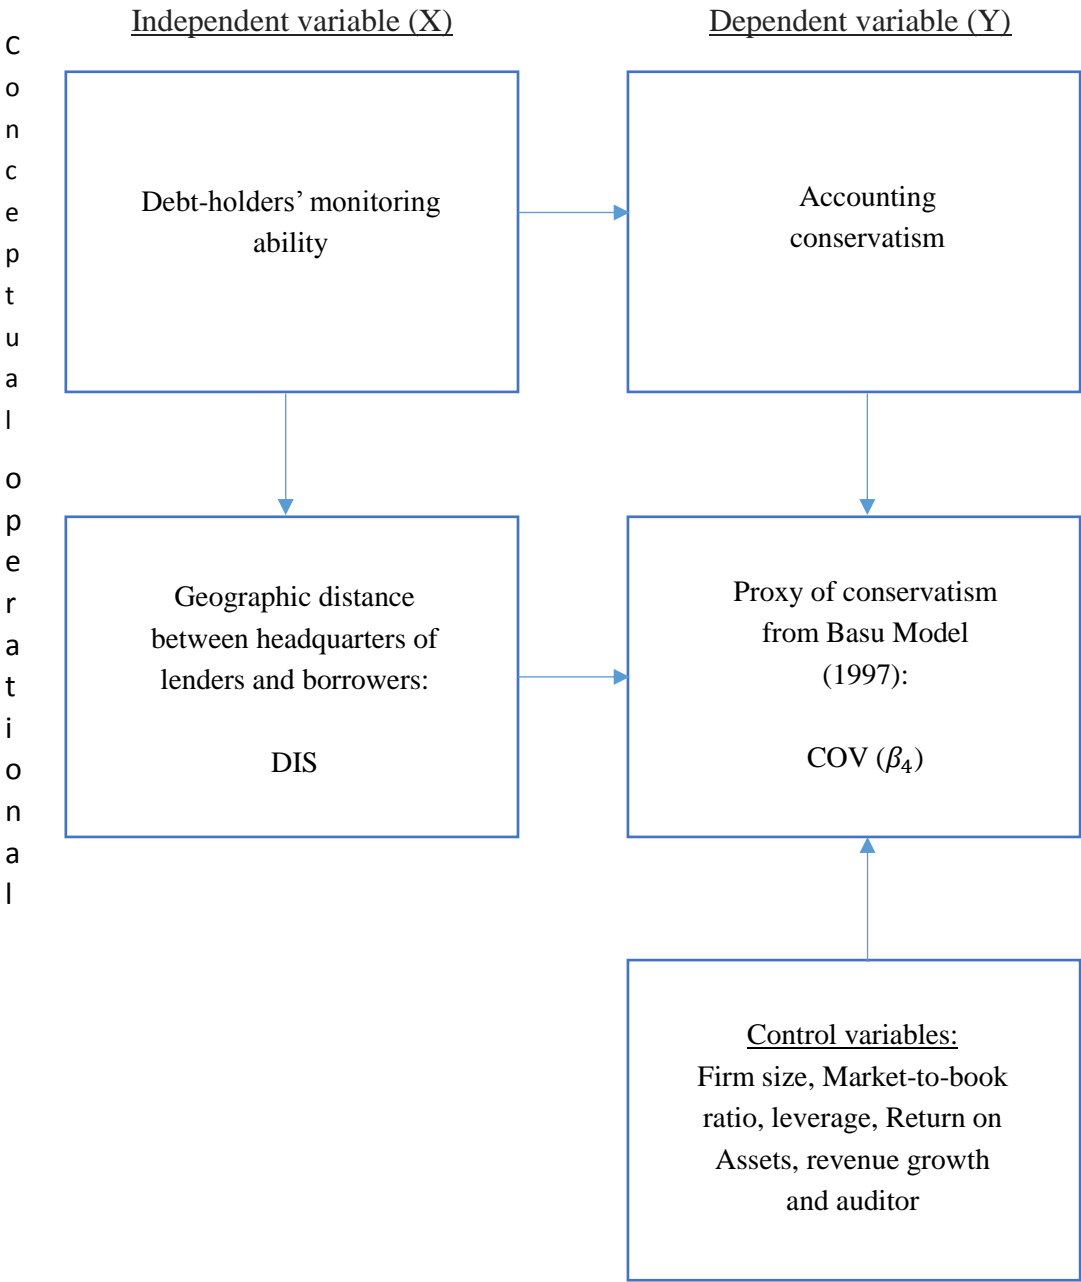 Independent variable (X)
Dependent variable (Y)
Conceptual
operational
Debt-holders’ monitoring
ability
Accounting
conservatism
Geographic distance
between headquarters of
lenders and borrowers:
DIS
Proxy of conservatism
from Basu Model
(1997):
COV (𝛽₄)
Control variables:
Firm size, Market-to-book
ratio, leverage, Return on
Assets, revenue growth
and auditor